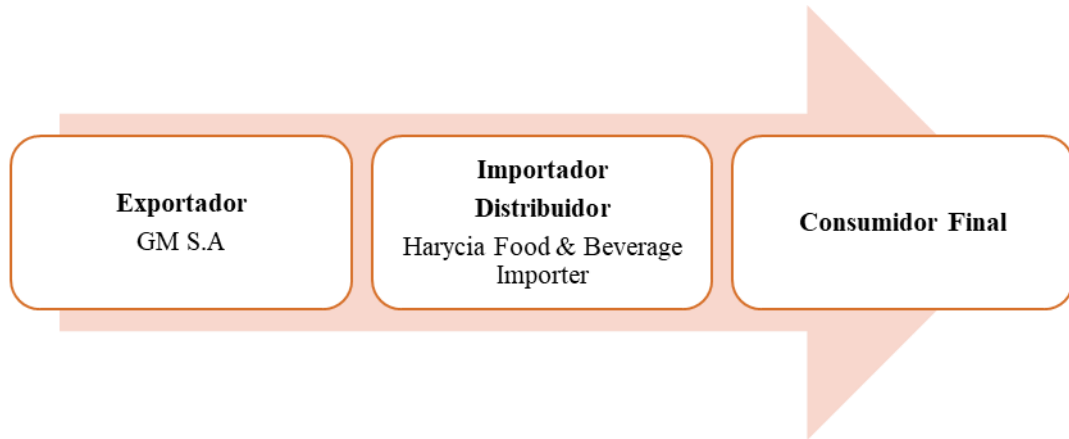 Exportador
GM S.A
Importador
Distribuidor
Harycia Food & Beverage
Importer
Consumidor Final